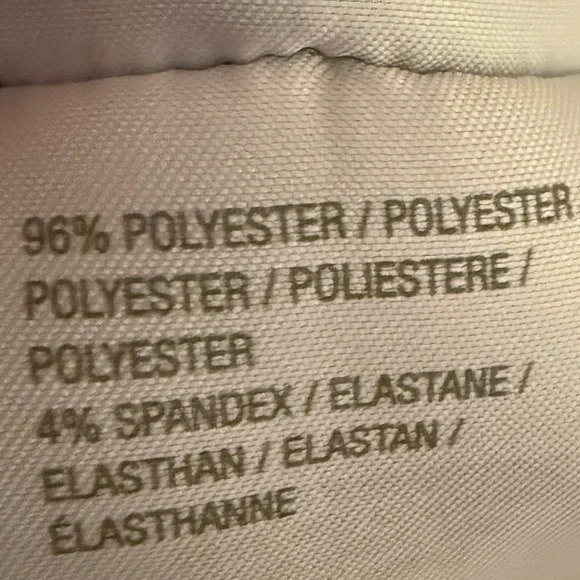 96% POLYESTER / POLYESTER
POLYESTER / POLIESTERE /
POLYESTER
4% SPANDEX / ELASTANE /
ELASTHAN / ELASTAN /
ÉLASTHANNE